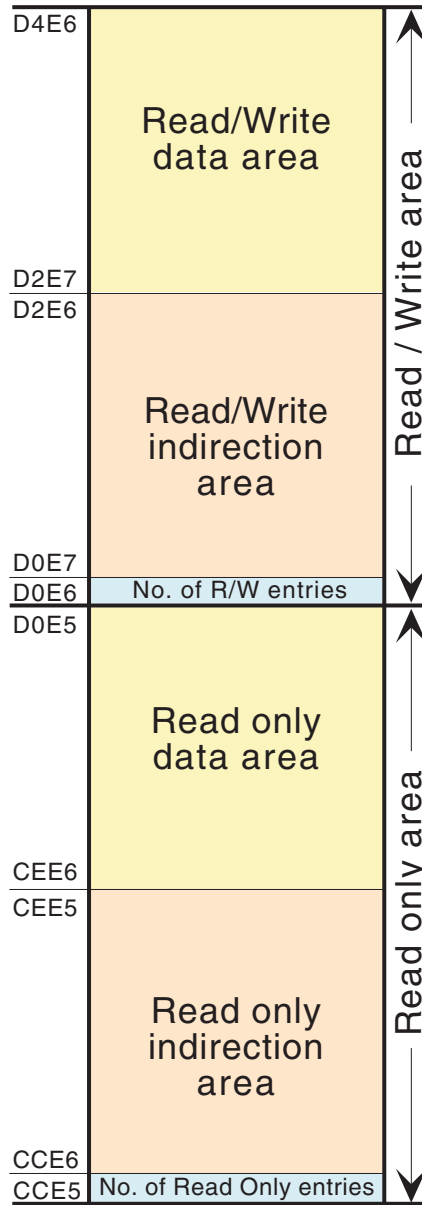 D4E6
Read/Write
data area
D2E7
D2E6
Read/Write
indirection
area
D0E7
D0E6
No. of R/W entries
Read / Write area
D0E5
Read only
data area
CEE6
CEE5
Read only
indirection
area
CCE6
CCE5
No. of Read Only entries
Read only area